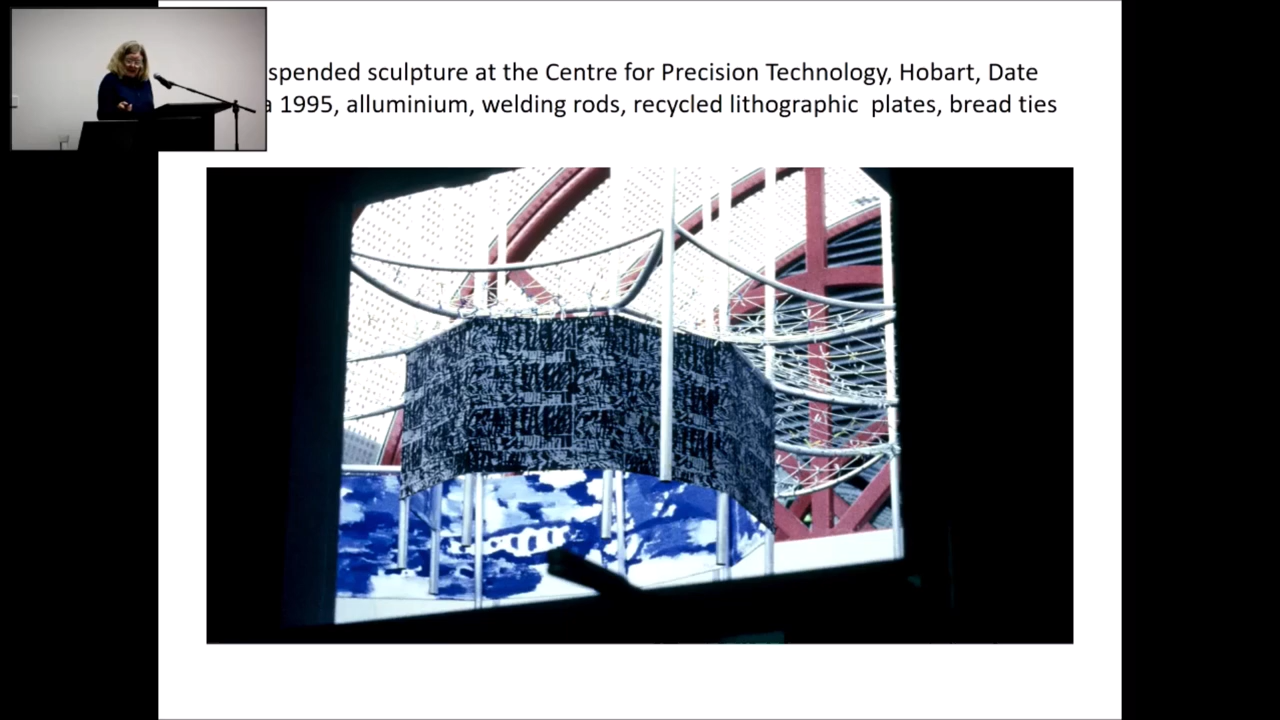 spended sculpture at the Centre for Precision Technology, Hobart, Date
1995, alluminium, welding rods, recycled lithographic plates, bread ties